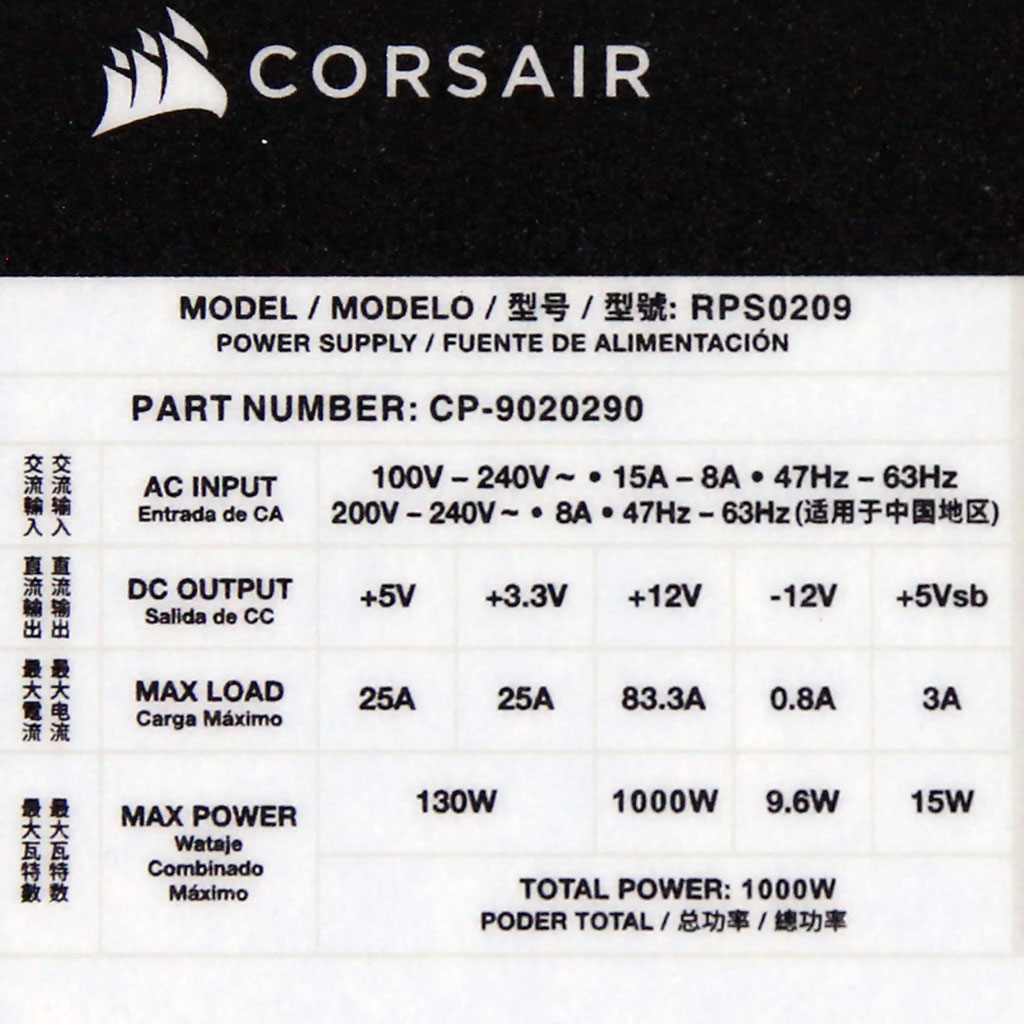 CORSAIR
MODEL / MODELO / 型号 / 型號: RPS0209
POWER SUPPLY / FUENTE DE ALIMENTACIÓN
PART NUMBER: CP-9020290
交流輸入
交流输入
AC INPUT
Entrada de CA
100V – 240V~ • 15A – 8A • 47Hz – 63Hz
200V – 240V~ • 8A • 47Hz – 63Hz(适用于中国地区)
直流輸出
直流输出
DC OUTPUT
Salida de CC
+5V
+3.3V
+12V
-12V
+5Vsb
最大電流
最大电流
MAX LOAD
Carga Máximo
25A
25A
83.3A
0.8A
3A
最大瓦特數
最大瓦特数
MAX POWER
Wataje
Combinado
Máximo
130W
1000W
9.6W
15W
TOTAL POWER: 1000W
PODER TOTAL / 总功率 / 總功率